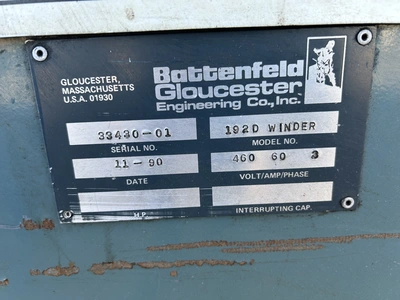 GLOUCESTER,
MASSACHUSETTS
U.S.A. 01930
Battenfeld
Gloucester
Engineering Co., Inc.
33430-01
SERIAL NO.
192D WINDER
MODEL NO.
11-90
DATE
460 60 3
VOLT/AMP/PHASE
H.P.
INTERRUPTING CAP.